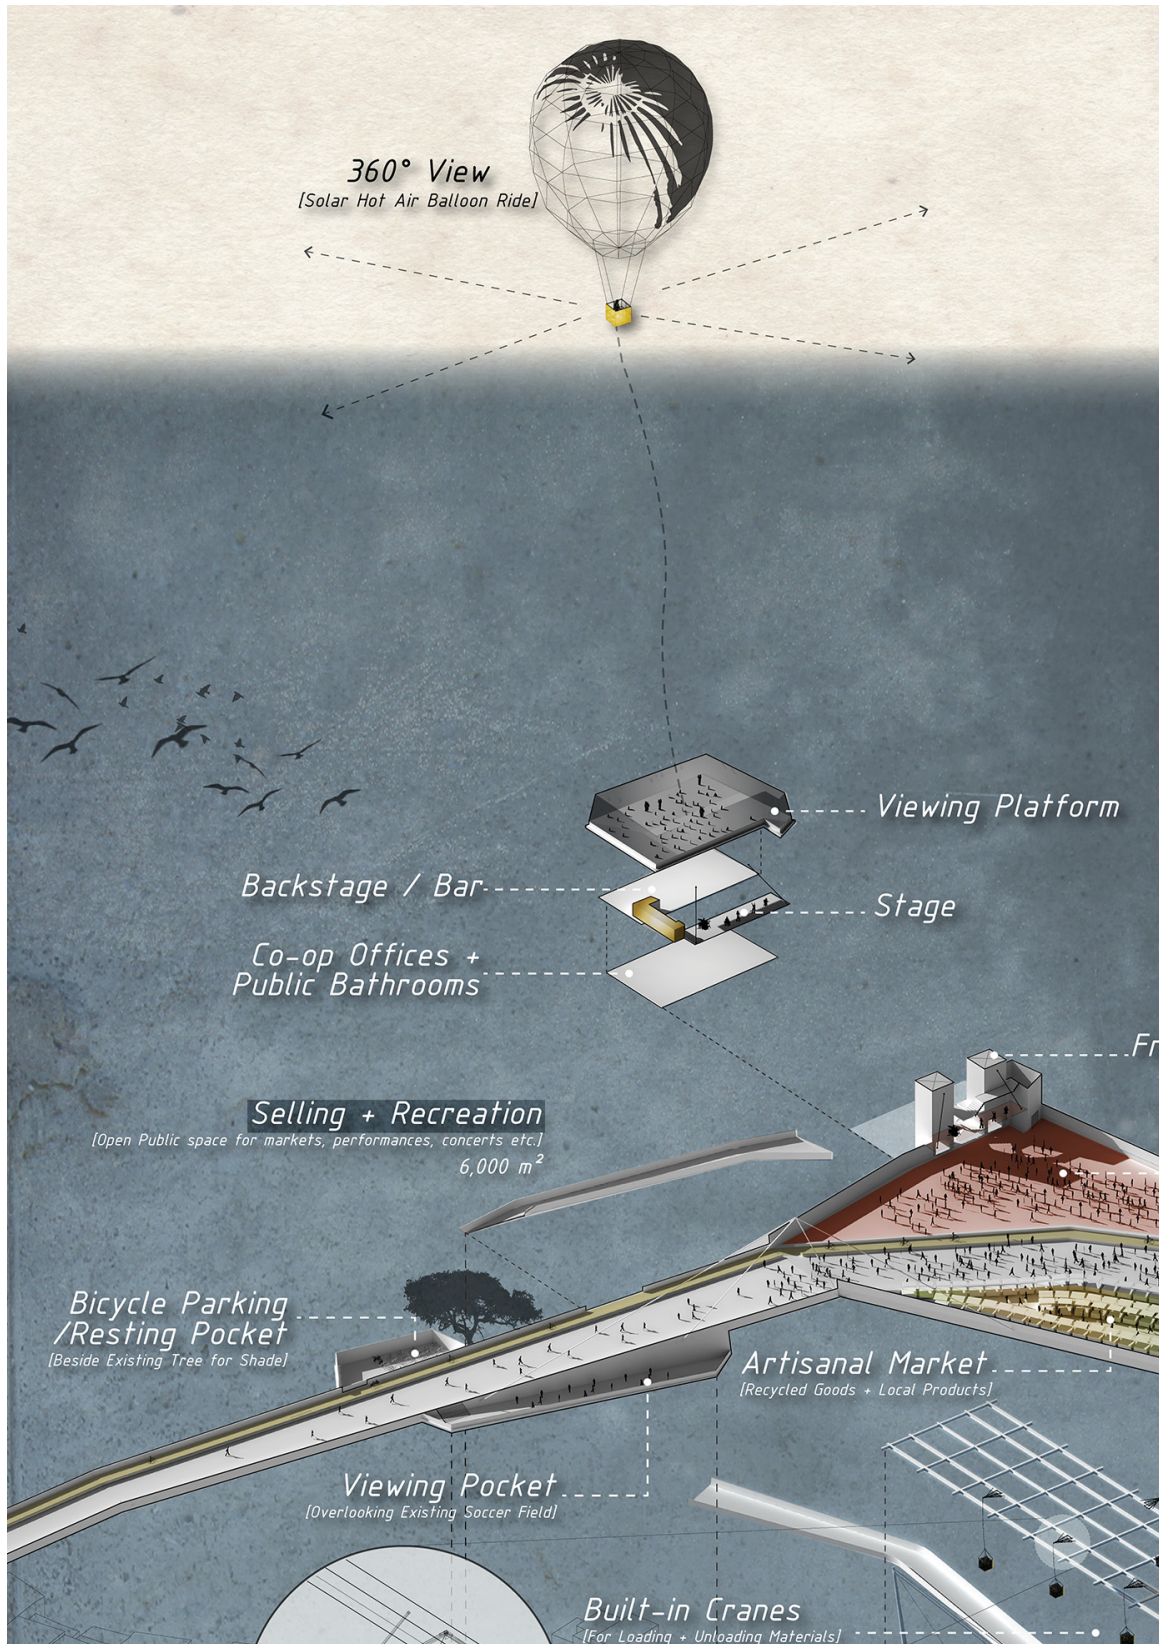 360° View
[Solar Hot Air Balloon Ride]
Viewing Platform
Backstage / Bar
Stage
Co-op Offices +
Public Bathrooms
Fr
Selling + Recreation
[Open Public space for markets, performances, concerts etc.]
6,000 m²
Bicycle Parking
/Resting Pocket
[Beside Existing Tree for Shade]
Artisanal Market
[Recycled Goods + Local Products]
Viewing Pocket
[Overlooking Existing Soccer Field]
Built-in Cranes
[For Loading + Unloading Materials]